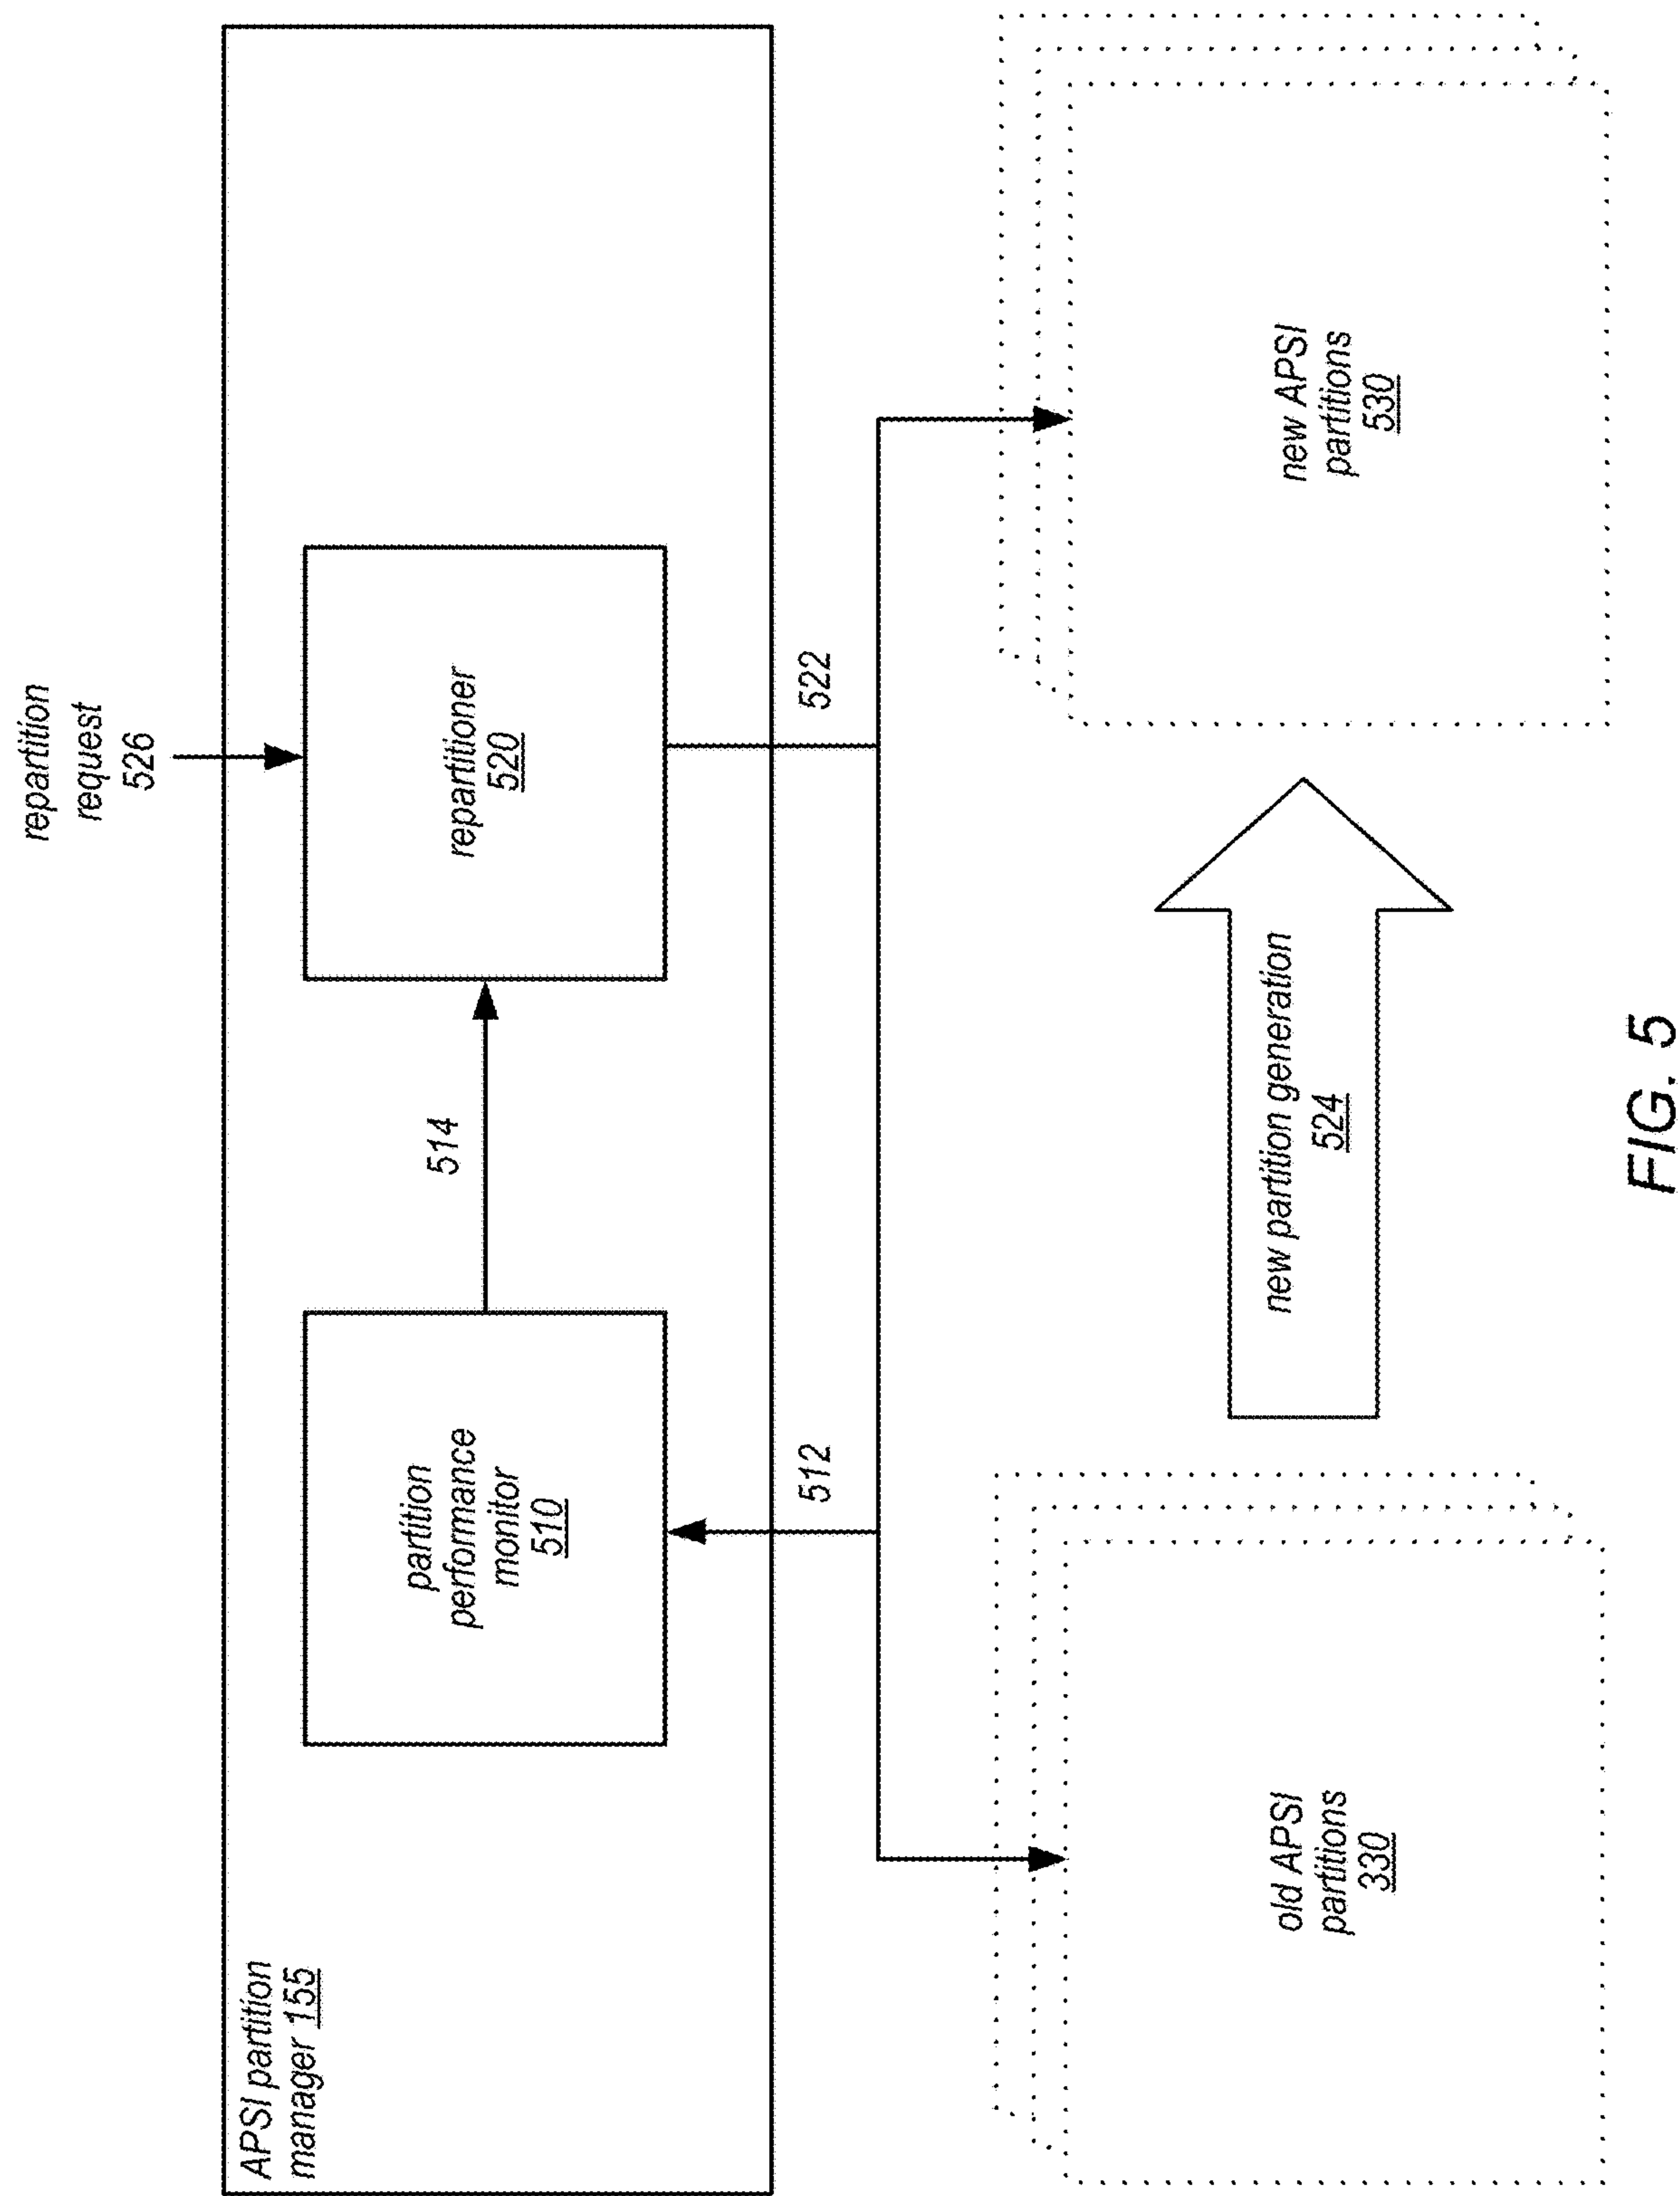 repartition
request
526
APSI partition
manager 155
partition
performance
monitor
510
514
repartitioner
520
512
522
old APSI
partitions
330
new partition generation
524
new APSI
partitions
530
FIG. 5